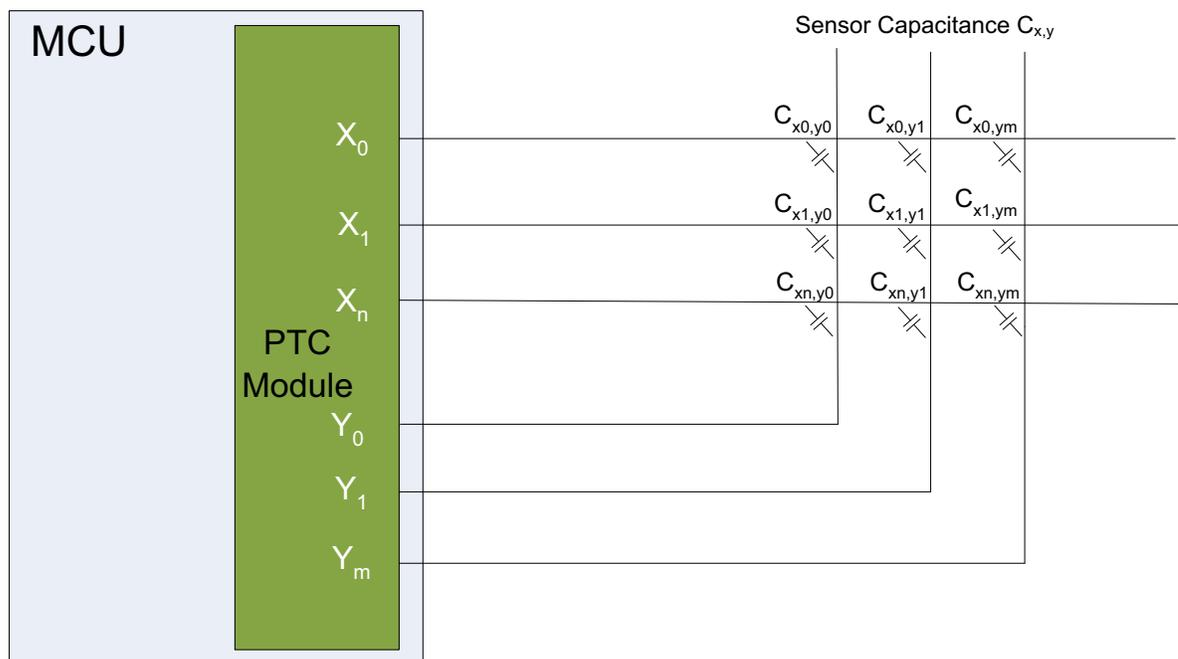 MCU
Sensor Capacitance Cx,y
X0
Cx0,y0 Cx0,y1 Cx0,ym
X1
Cx1,y0 Cx1,y1 Cx1,ym
Xn
Cxn,y0 Cxn,y1 Cxn,ym
PTC
Module
Y0
Y1
Ym